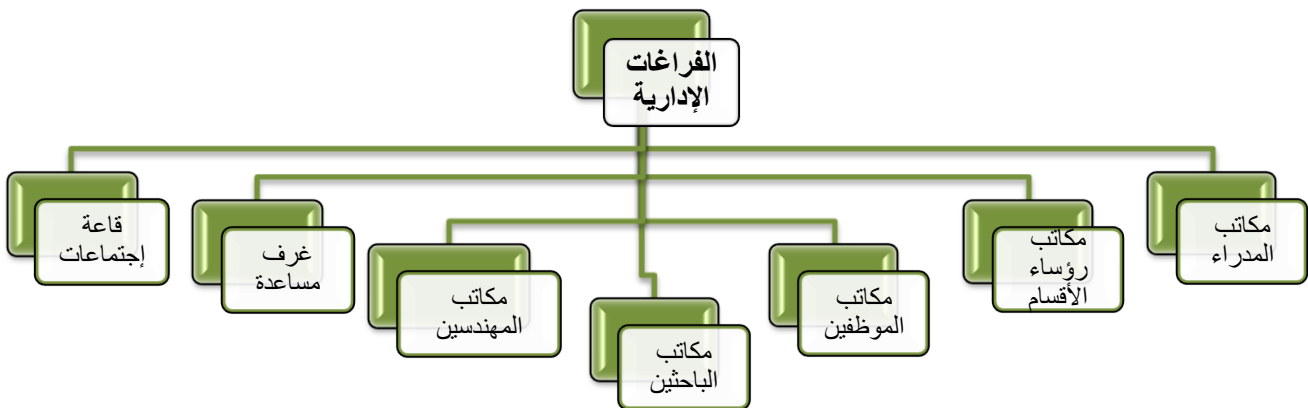 الفراغات
الإدارية
مكاتب
المدراء
مكاتب
رؤساء
الأقسام
مكاتب
الموظفين
مكاتب
الباحثين
مكاتب
المهندسين
غرف
مساعدة
قاعة
إجتماعات